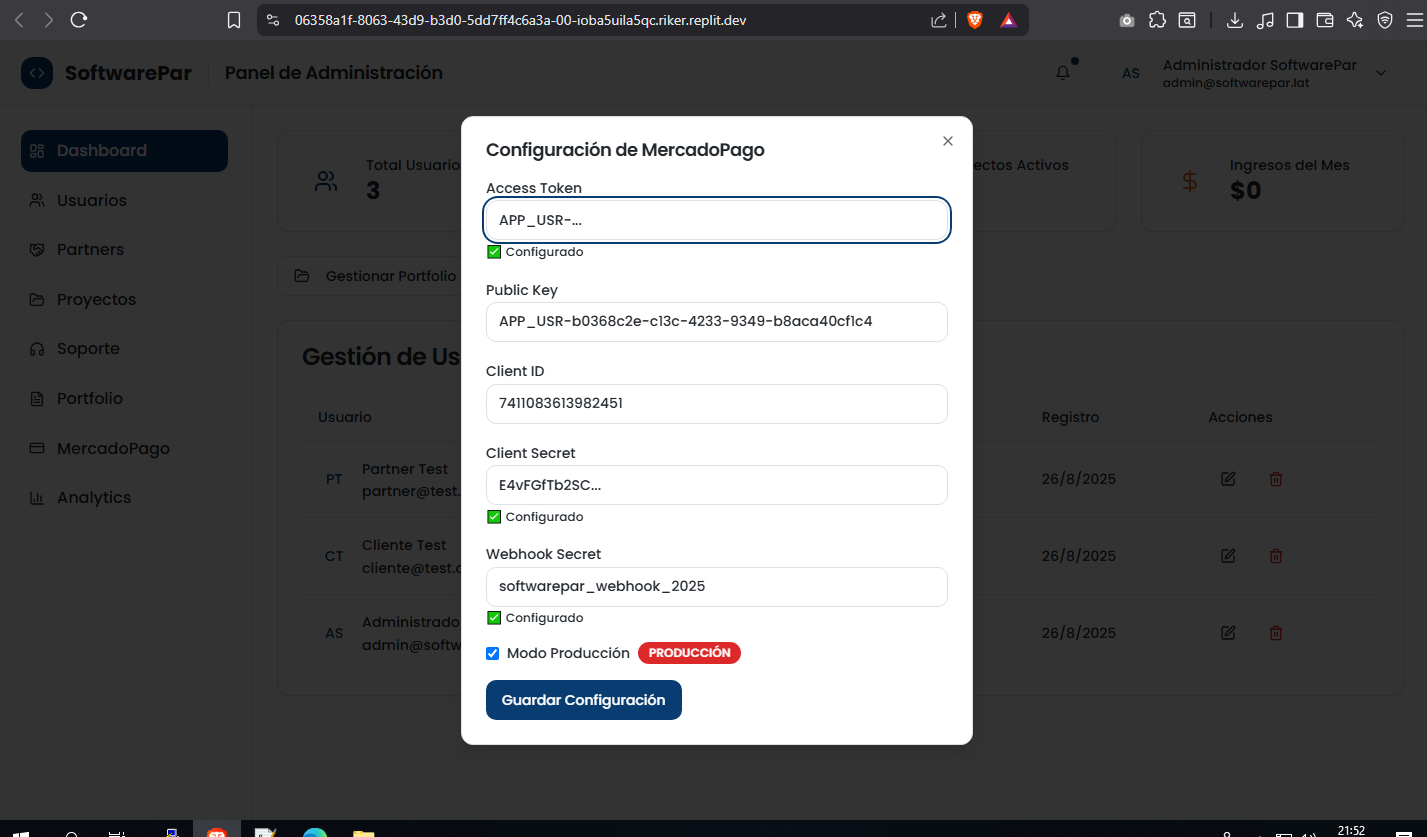 06358a1f-8063-43d9-b3d0-5dd7ff4c6a3a-00-ioba5uila5qc.riker.replit.dev
SoftwarePar
Panel de Administración
AS
Administrador SoftwarePar
admin@softwarepar.lat
Dashboard
Usuarios
Partners
Proyectos
Soporte
Portfolio
MercadoPago
Analytics
Total Usuario
3
ectos Activos
Ingresos del Mes
$0
Gestionar Portfolio
Gestión de Us
Usuario
Registro
Acciones
PT
Partner Test
partner@test.
26/8/2025
CT
Cliente Test
cliente@test.c
26/8/2025
AS
Administrado
admin@softw
26/8/2025
Configuración de MercadoPago
Access Token
APP_USR-...
Configurado
Public Key
APP_USR-b0368c2e-c13c-4233-9349-b8aca40cf1c4
Client ID
7411083613982451
Client Secret
E4vFGfTb2SC...
Configurado
Webhook Secret
softwarepar_webhook_2025
Configurado
Modo Producción PRODUCCIÓN
Guardar Configuración
21:52